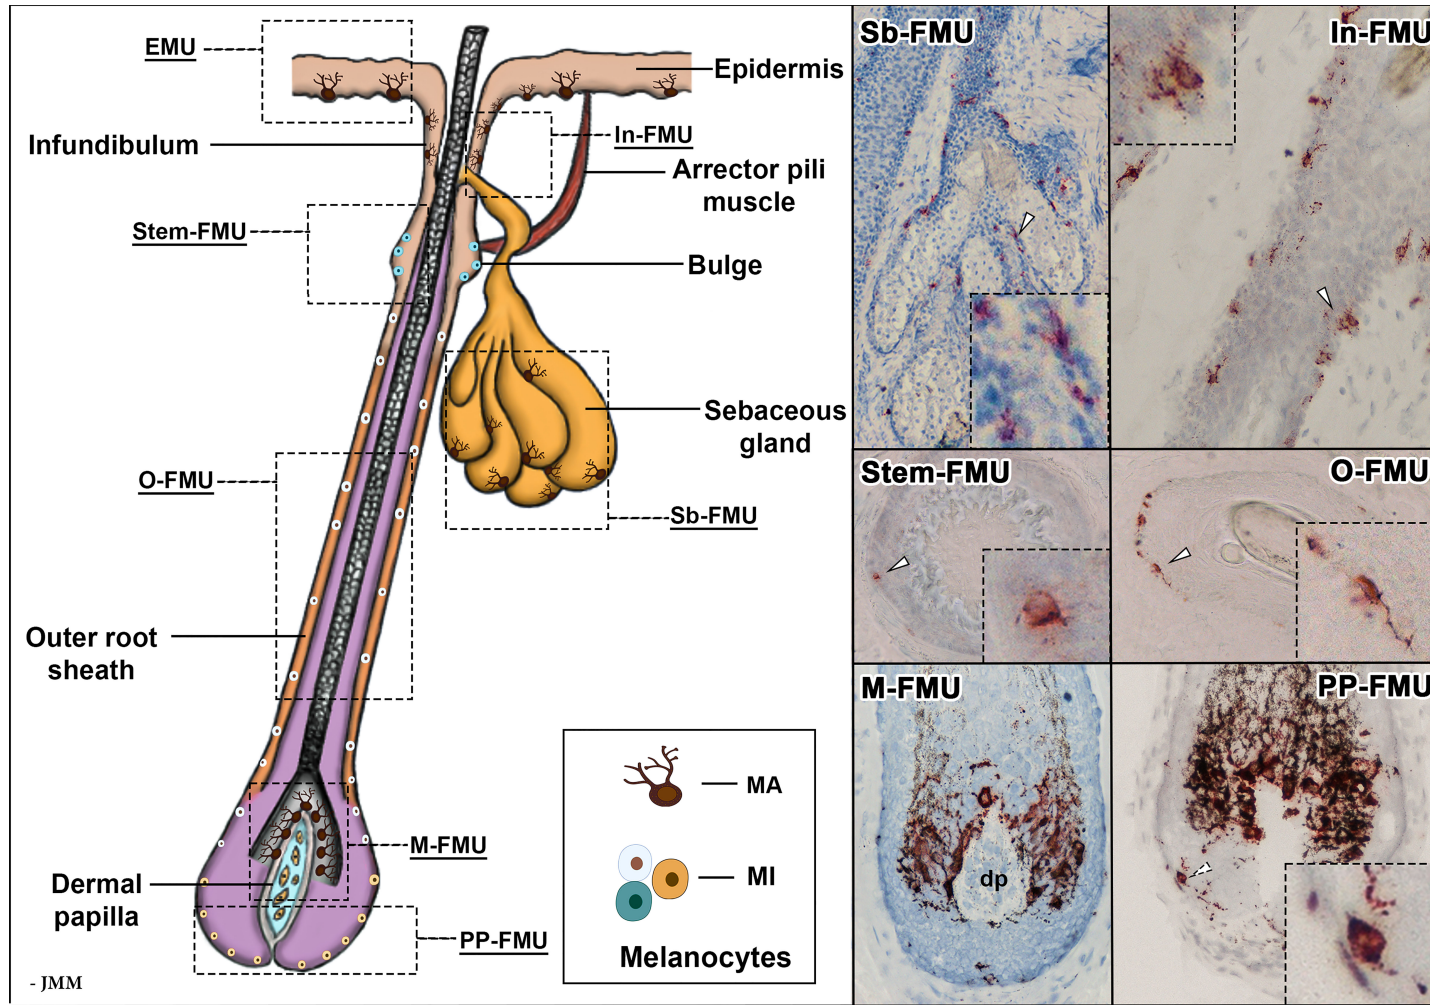 EMU
Epidermis
Infundibulum
In-FMU
Arrector pili
muscle
Stem-FMU
Bulge
Sebaceous
gland
O-FMU
Sb-FMU
Outer root
sheath
M-FMU
Dermal
papilla
PP-FMU
MA
MI
Melanocytes
- JMM
Sb-FMU
In-FMU
Stem-FMU
O-FMU
M-FMU
dp
PP-FMU